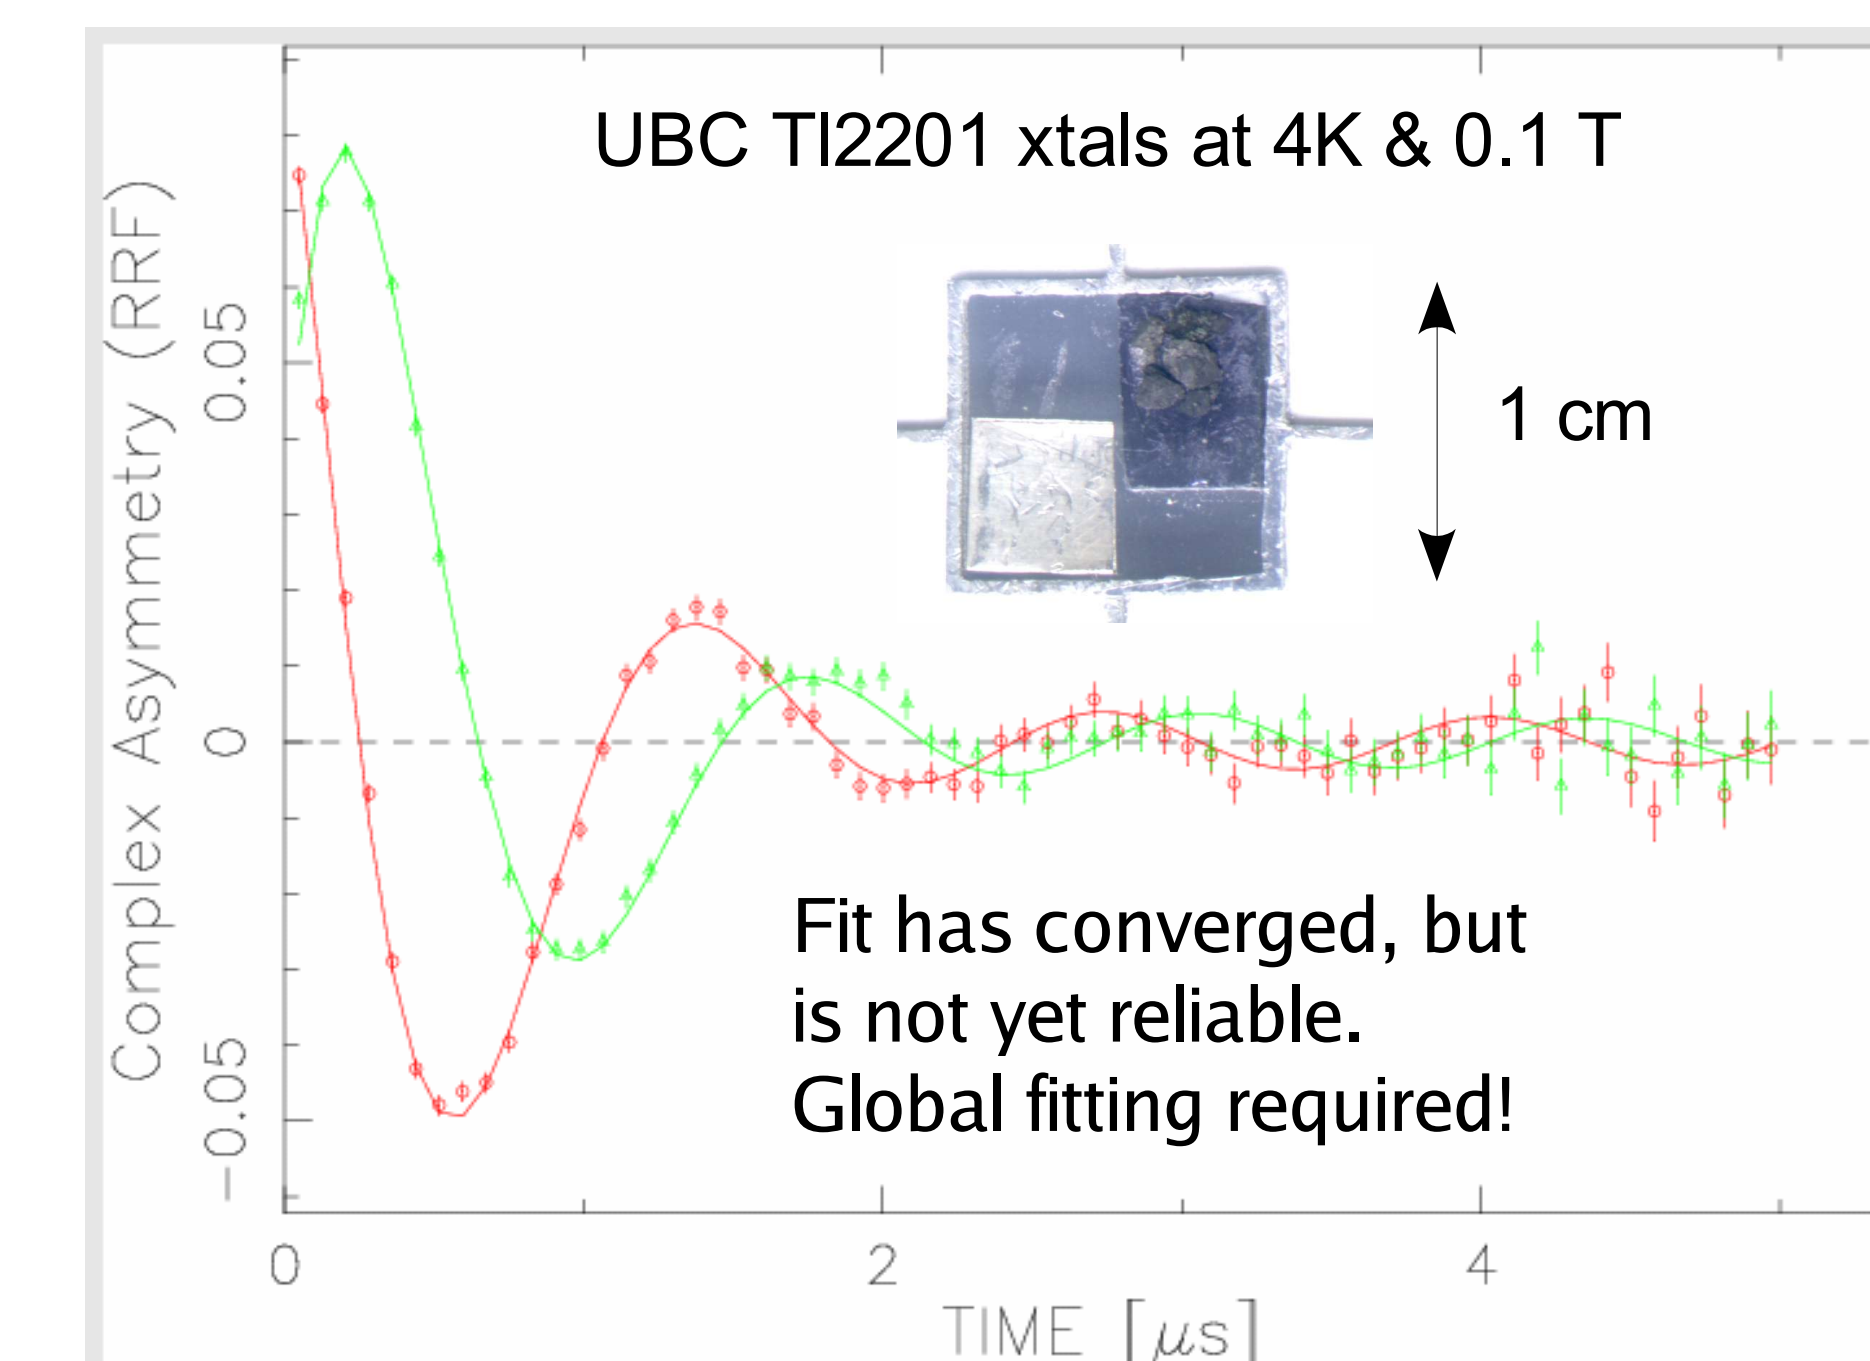 UBC Tl2201 xtals at 4K & 0.1 T
1 cm
Complex Asymmetry (RRF)
0.05
0
−0.05
Fit has converged, but
is not yet reliable.
Global fitting required!
0
2
4
TIME [μs]